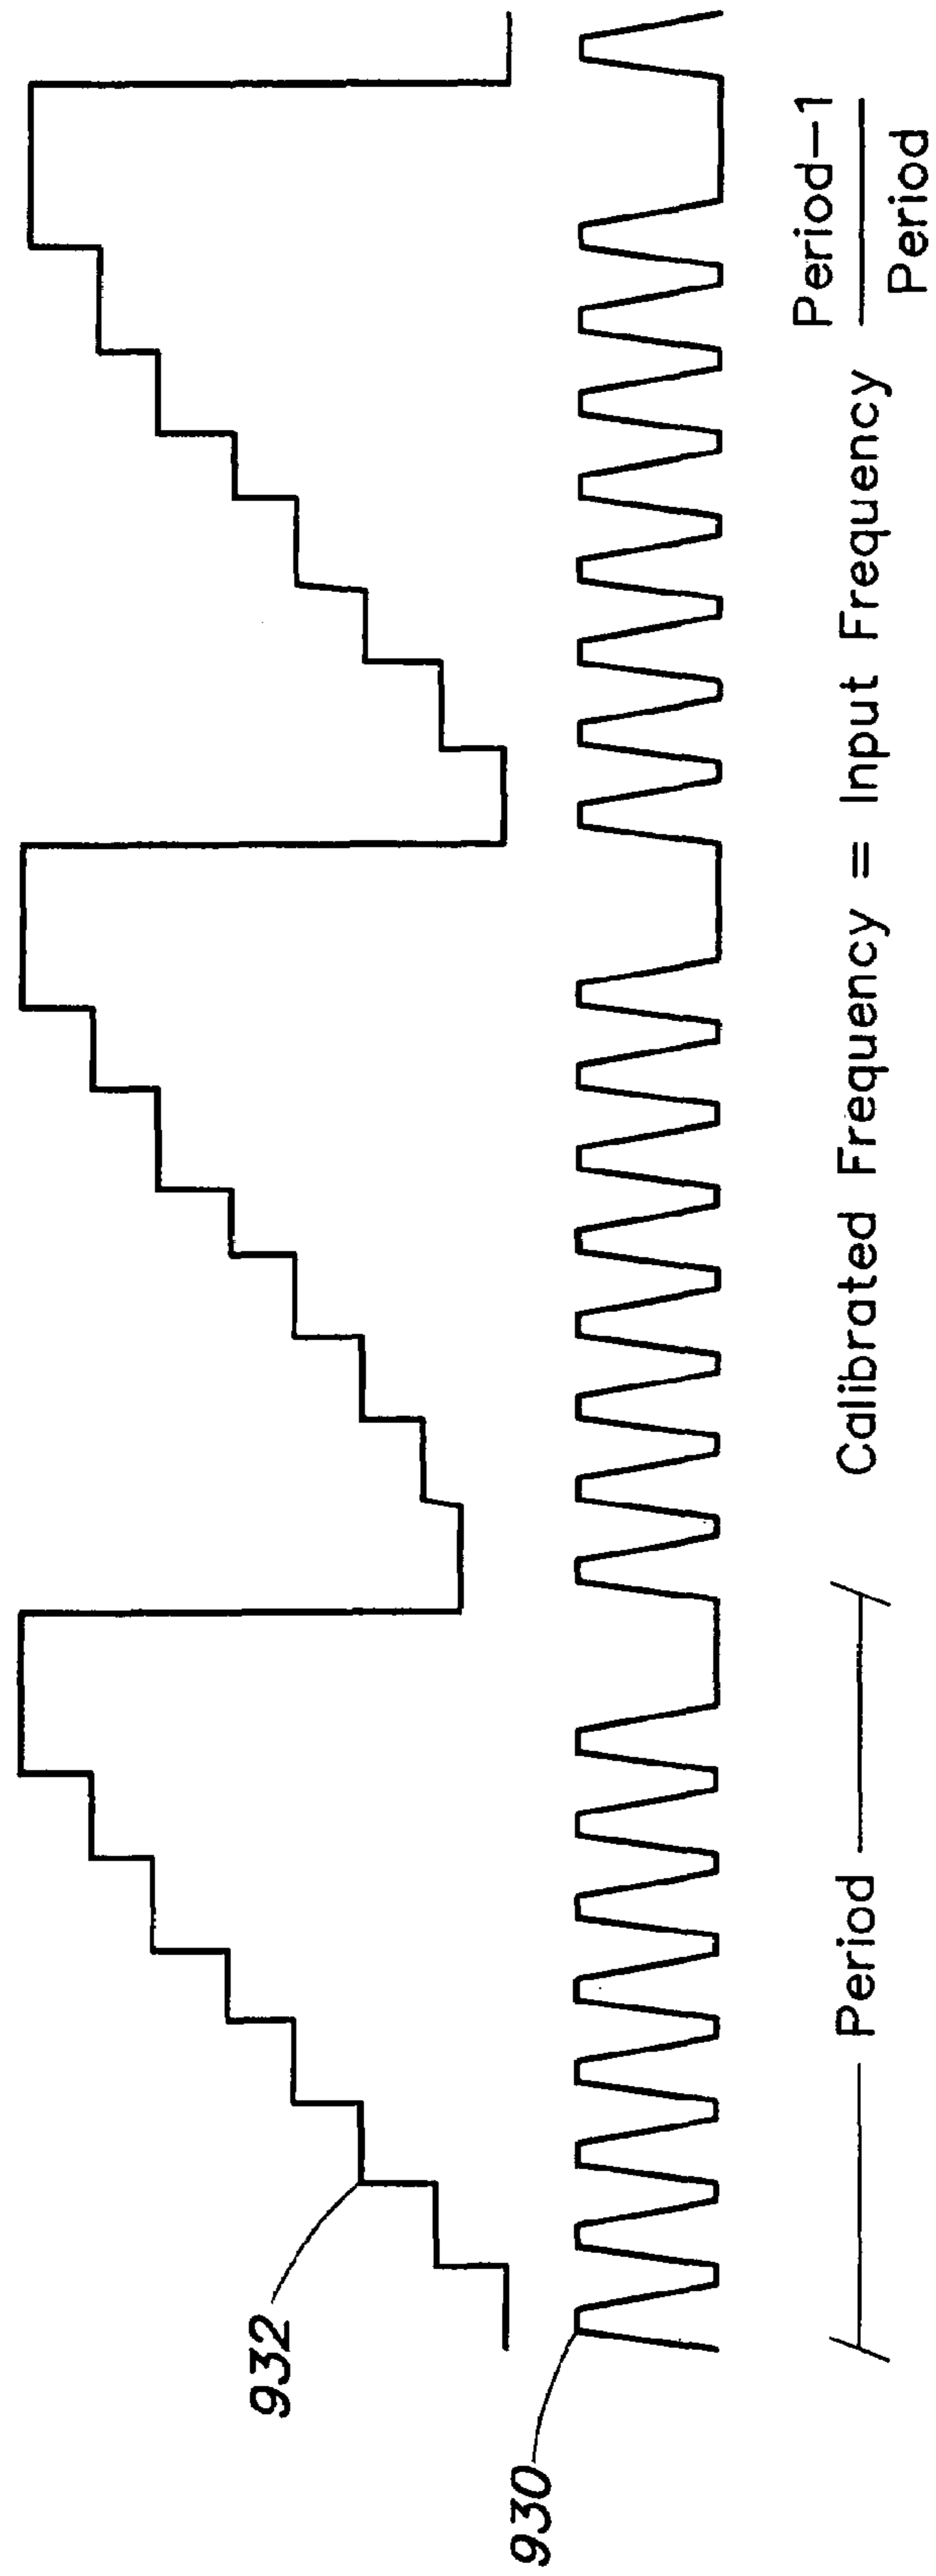 932
930
Period
Calibrated Frequency = Input Frequency
Period–1
Period